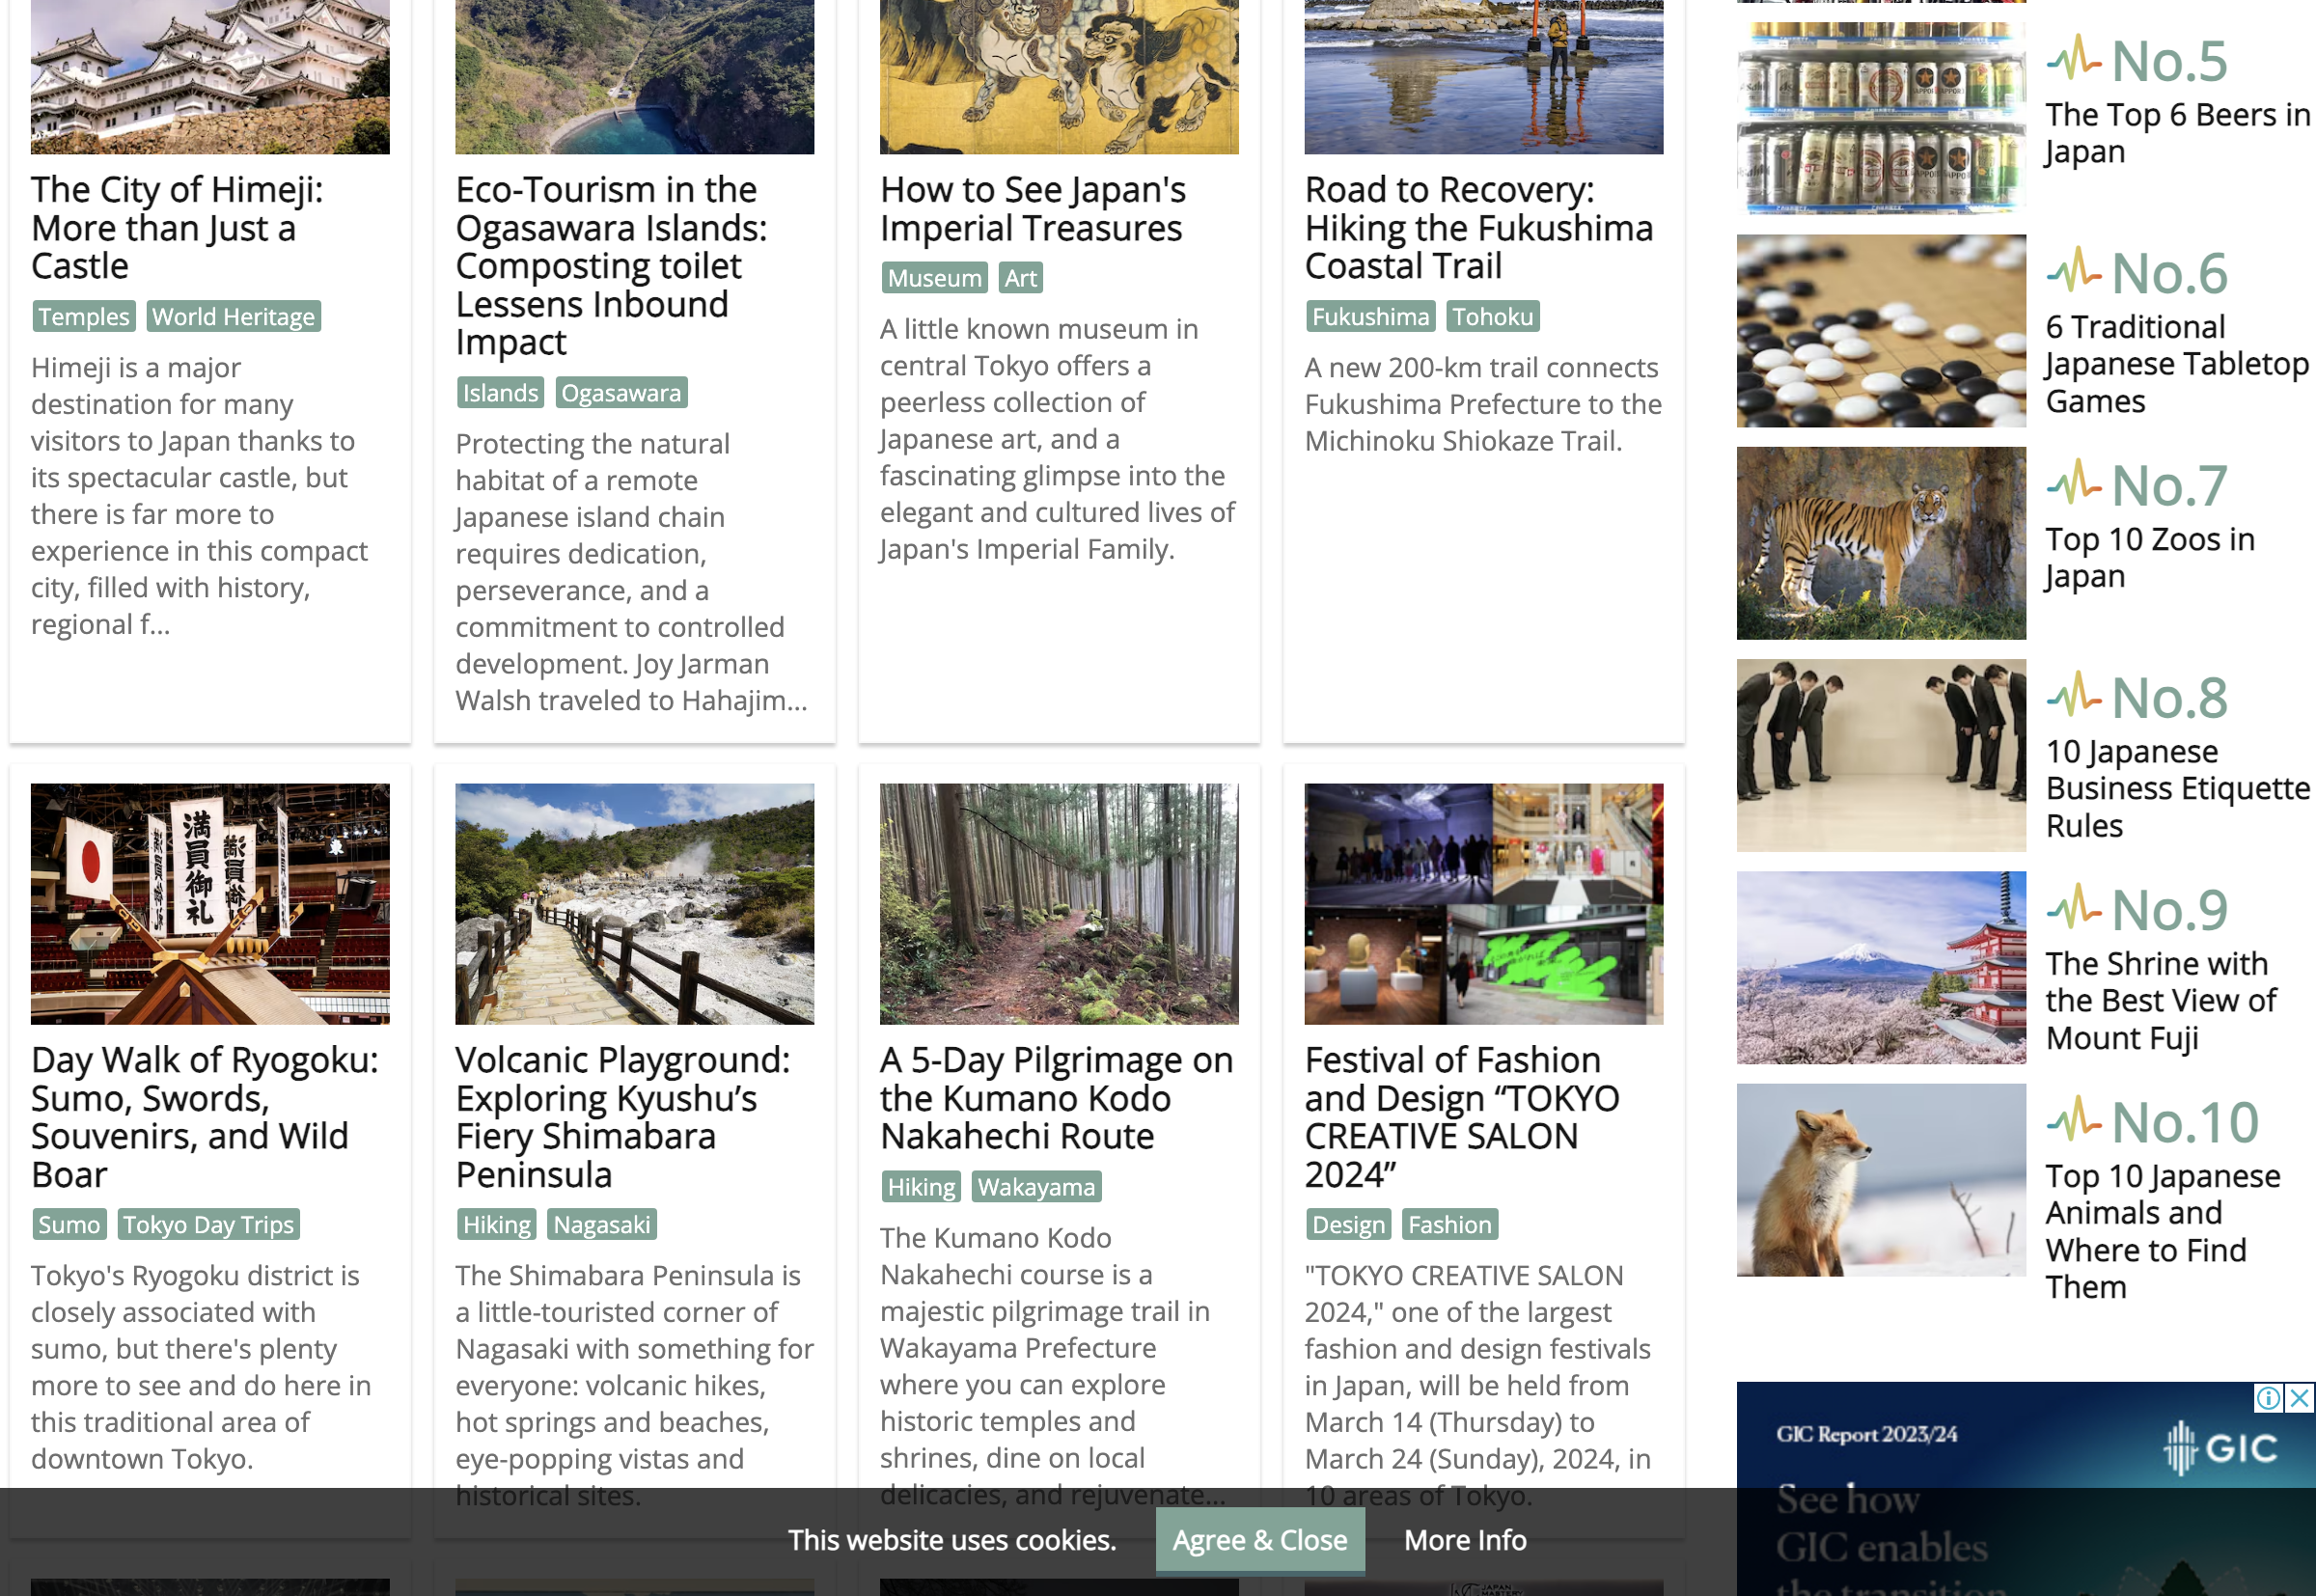 The City of Himeji:
More than Just a
Castle
Temples World Heritage
Himeji is a major
destination for many
visitors to Japan thanks to
its spectacular castle, but
there is far more to
experience in this compact
city, filled with history,
regional f...
Eco-Tourism in the
Ogasawara Islands:
Composting toilet
Lessens Inbound
Impact
Islands Ogasawara
Protecting the natural
habitat of a remote
Japanese island chain
requires dedication,
perseverance, and a
commitment to controlled
development. Joy Jarman
Walsh traveled to Hahajim...
How to See Japan's
Imperial Treasures
Museum Art
A little known museum in
central Tokyo offers a
peerless collection of
Japanese art, and a
fascinating glimpse into the
elegant and cultured lives of
Japan's Imperial Family.
Road to Recovery:
Hiking the Fukushima
Coastal Trail
Fukushima Tohoku
A new 200-km trail connects
Fukushima Prefecture to the
Michinoku Shiokaze Trail.
満員御礼
満員御礼
Day Walk of Ryogoku:
Sumo, Swords,
Souvenirs, and Wild
Boar
Sumo Tokyo Day Trips
Tokyo's Ryogoku district is
closely associated with
sumo, but there's plenty
more to see and do here in
this traditional area of
downtown Tokyo.
Volcanic Playground:
Exploring Kyushu’s
Fiery Shimabara
Peninsula
Hiking Nagasaki
The Shimabara Peninsula is
a little-touristed corner of
Nagasaki with something for
everyone: volcanic hikes,
hot springs and beaches,
eye-popping vistas and
historical sites.
A 5-Day Pilgrimage on
the Kumano Kodo
Nakahechi Route
Hiking Wakayama
The Kumano Kodo
Nakahechi course is a
majestic pilgrimage trail in
Wakayama Prefecture
where you can explore
historic temples and
shrines, dine on local
delicacies, and rejuvenate...
Festival of Fashion
and Design “TOKYO
CREATIVE SALON
2024”
Design Fashion
"TOKYO CREATIVE SALON
2024," one of the largest
fashion and design festivals
in Japan, will be held from
March 14 (Thursday) to
March 24 (Sunday), 2024, in
10 areas of Tokyo.
No.5
The Top 6 Beers in
Japan
No.6
6 Traditional
Japanese Tabletop
Games
No.7
Top 10 Zoos in
Japan
No.8
10 Japanese
Business Etiquette
Rules
No.9
The Shrine with
the Best View of
Mount Fuji
No.10
Top 10 Japanese
Animals and
Where to Find
Them
GIC Report 2023/24
GIC
See how
GIC enables
the transition
This website uses cookies. Agree & Close More Info
JAPAN
MASTERY